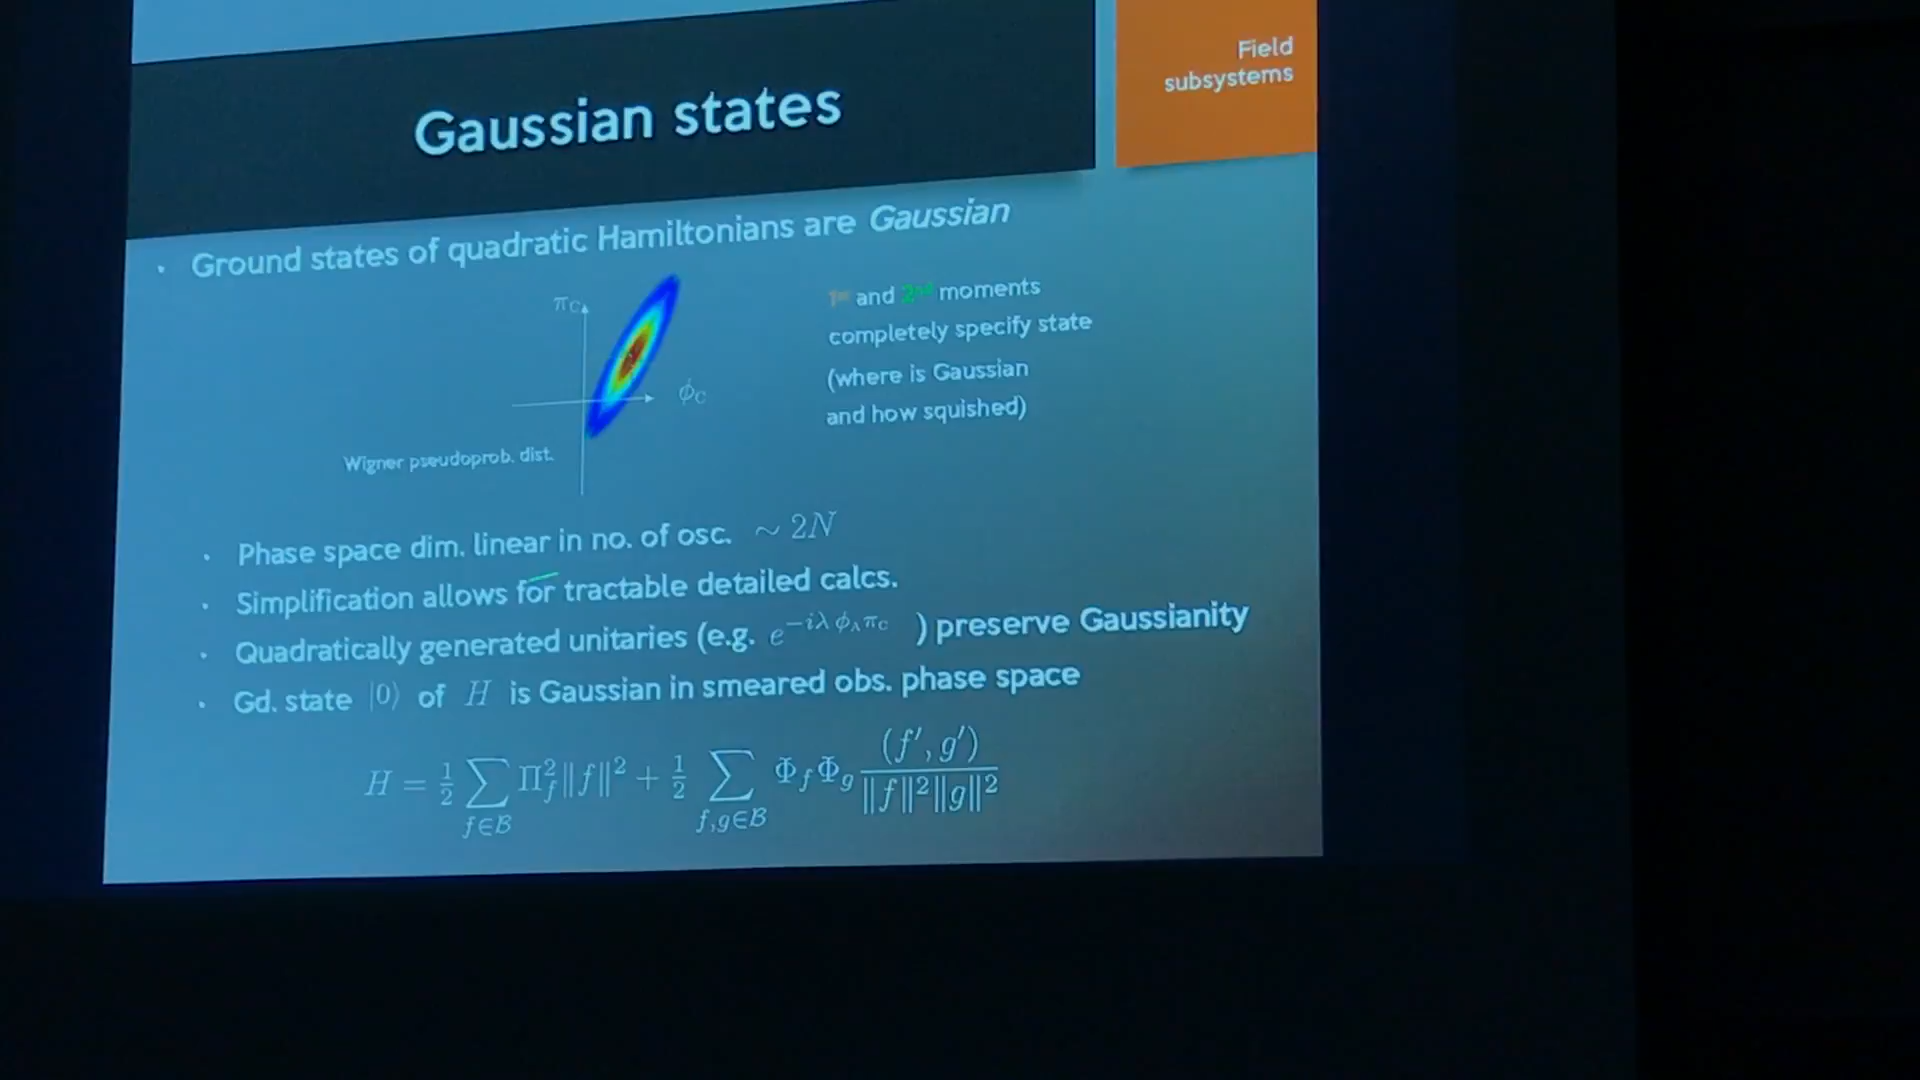 Field
subsystems
Gaussian states
• Ground states of quadratic Hamiltonians are Gaussian
π_C
ϕ_C
Wigner pseudoprob. dist.
1st and 2nd moments
completely specify state
(where is Gaussian
and how squished)
• Phase space dim. linear in no. of osc. ~ 2N
• Simplification allows for tractable detailed calcs.
• Quadratically generated unitaries (e.g. e^{-iλ ϕ_A π_C} ) preserve Gaussianity
• Gd. state |0⟩ of H is Gaussian in smeared obs. phase space
H = 1/2 ∑_{f∈ℬ} Π_f^2 ‖f‖^2 + 1/2 ∑_{f,g∈ℬ} Φ_f Φ_g (f′, g′) / ‖f‖^2‖g‖^2